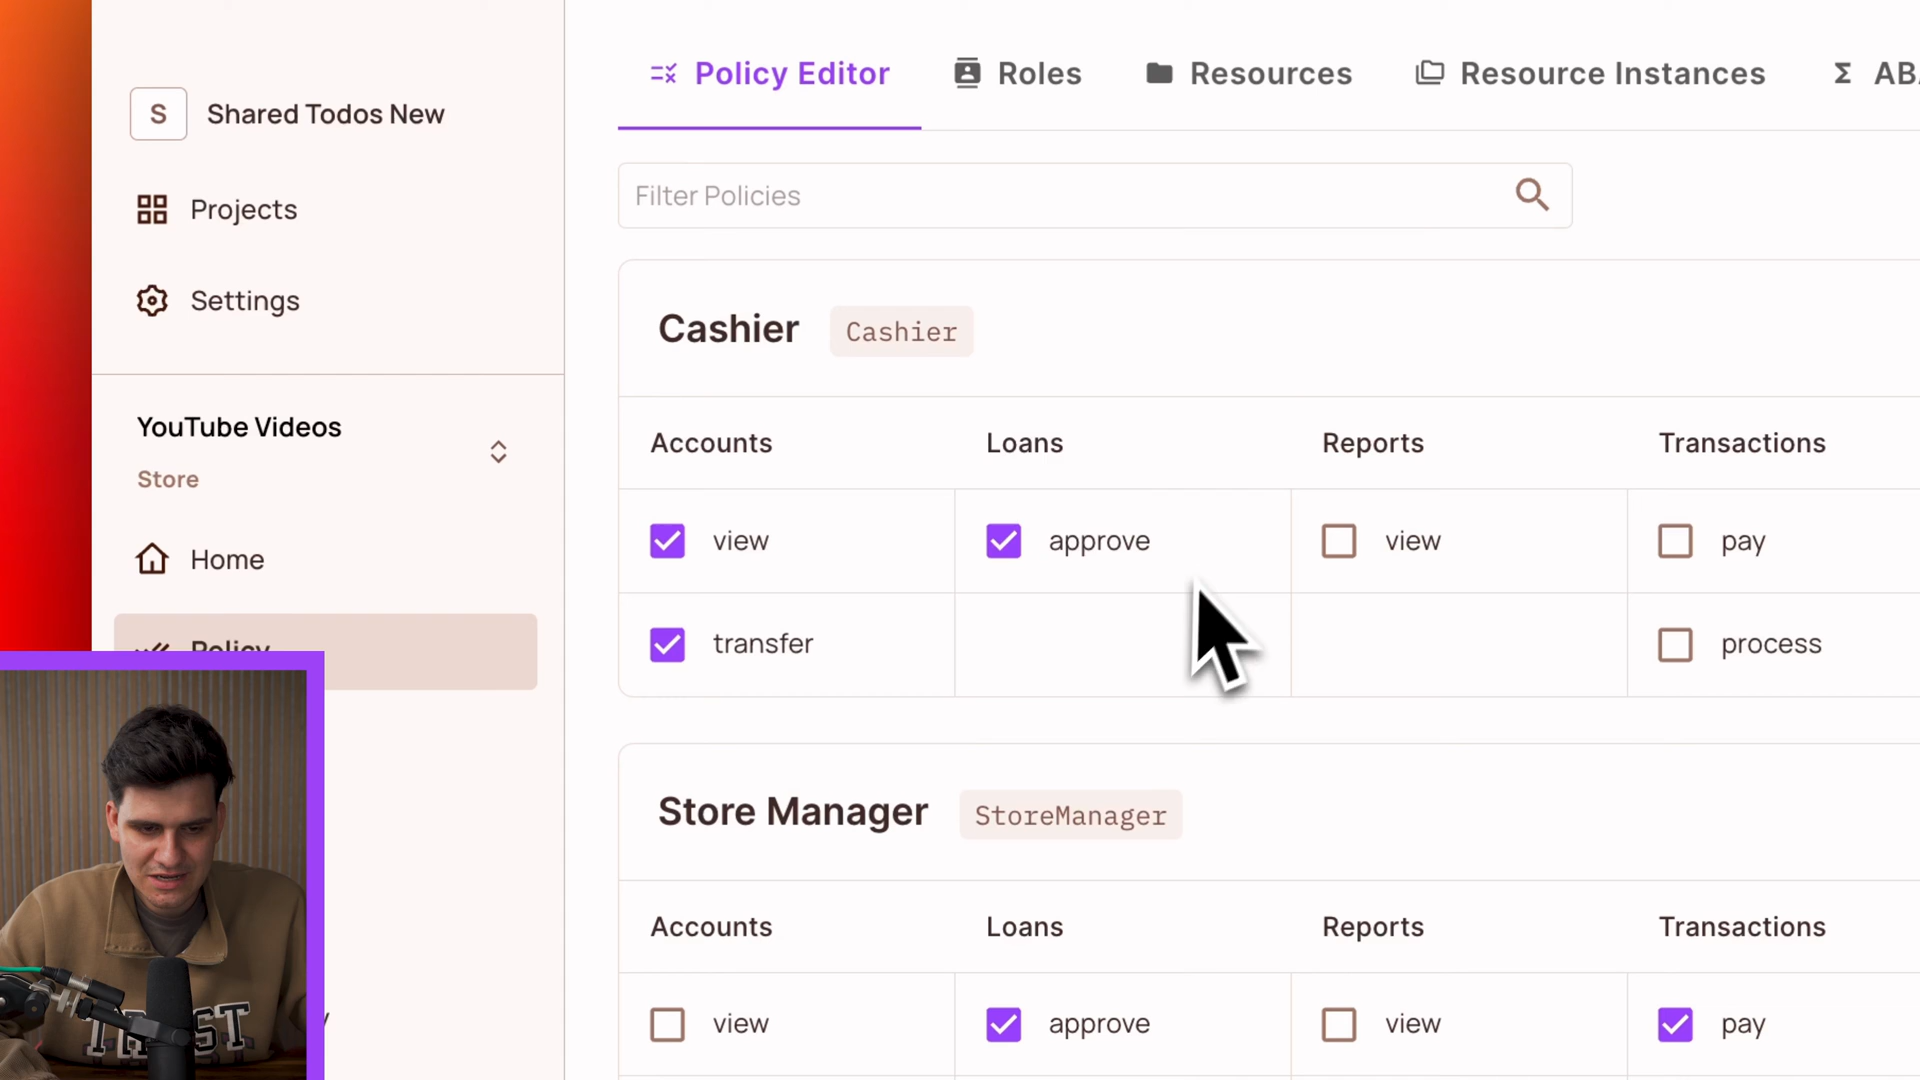 S Shared Todos New
Projects
Settings
YouTube Videos
Store
Home
Policy
Policy Editor Roles Resources Resource Instances Σ AB
Filter Policies
Cashier Cashier
Accounts Loans Reports Transactions
view approve view pay
transfer process
Store Manager StoreManager
Accounts Loans Reports Transactions
view approve view pay